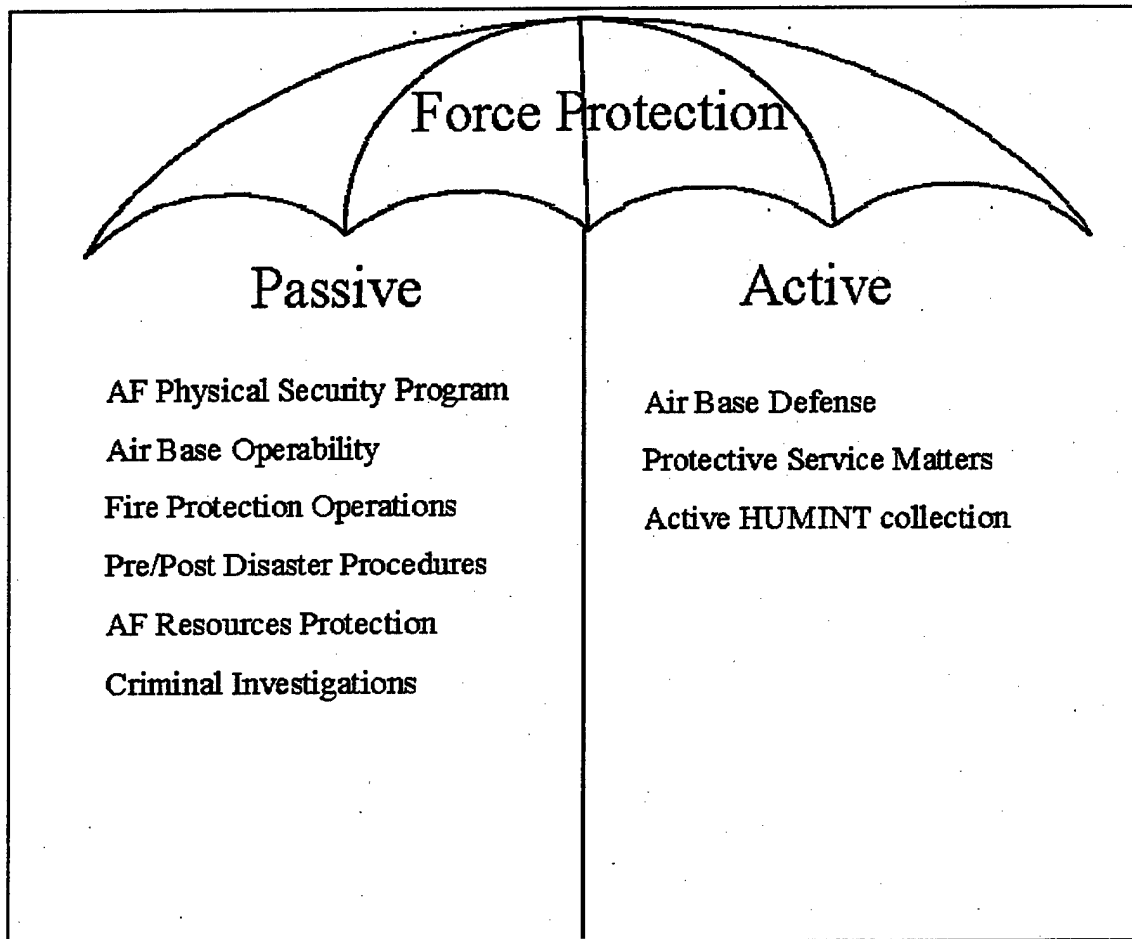 Force Protection
Passive
AF Physical Security Program
Air Base Operability
Fire Protection Operations
Pre/Post Disaster Procedures
AF Resources Protection
Criminal Investigations
Active
Air Base Defense
Protective Service Matters
Active HUMINT collection